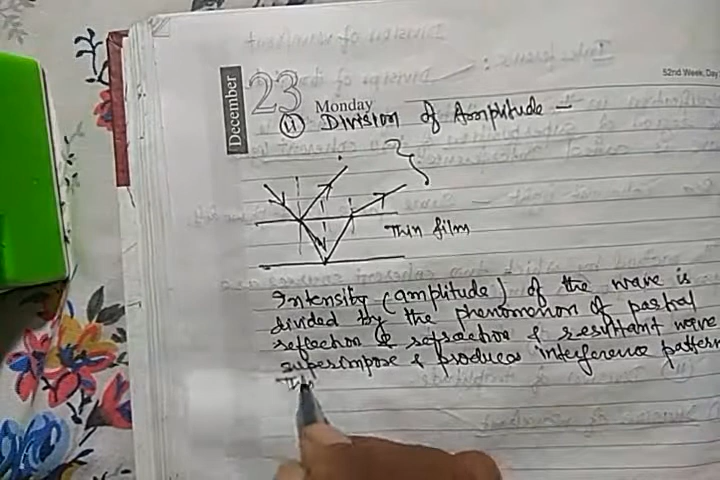 December
23
Monday
52nd Week, Day
(ii) Division of Amplitude -
Thin film
Intensity (amplitude) of the wave is
divided by the phenomenon of partial
reflection & refraction & resultant wave
superimpose & produces interference pattern